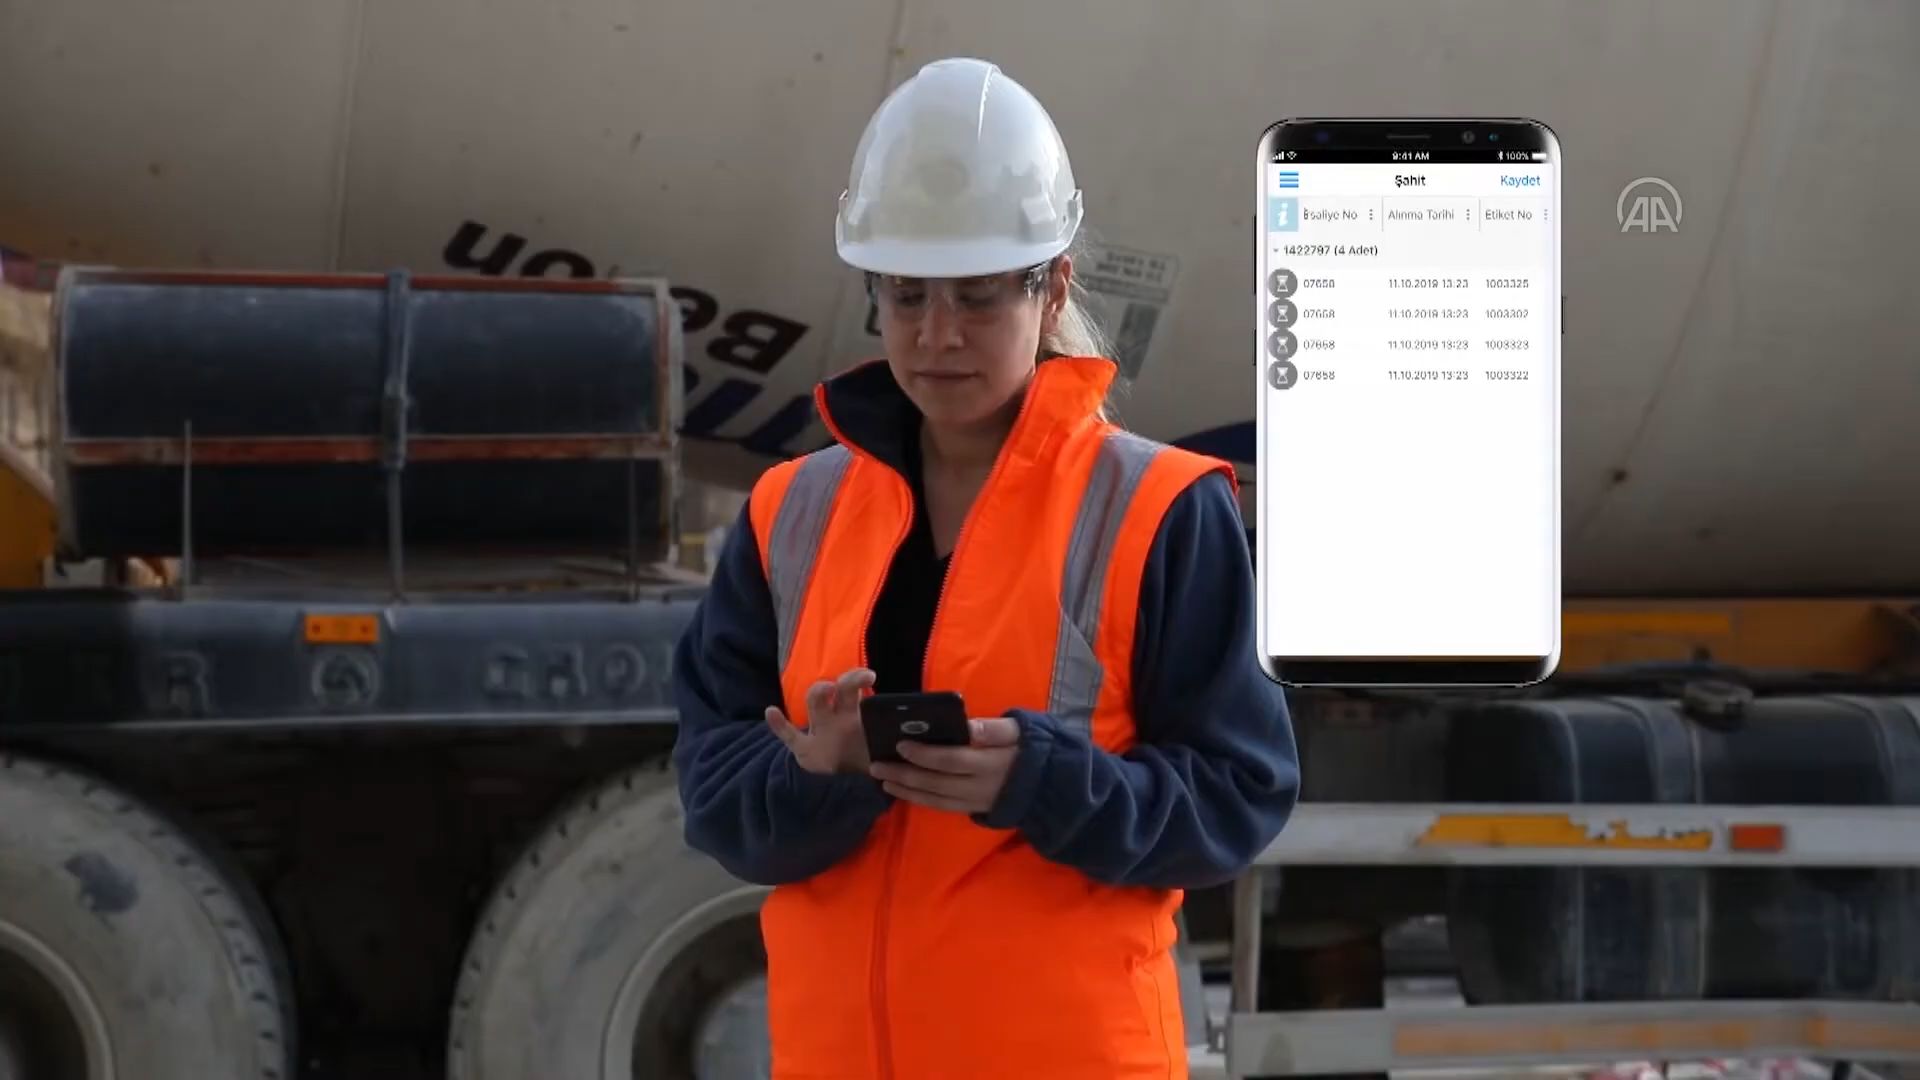 9:41 AM
100%
Şahit
Kaydet
İrsaliye No
Alınma Tarihi
Etiket No
1422797 (4 Adet)
07658 11.10.2019 13:23 1003325
07658 11.10.2019 13:23 1003302
07658 11.10.2019 13:23 1003323
07658 11.10.2019 13:23 1003322
AA
Beton